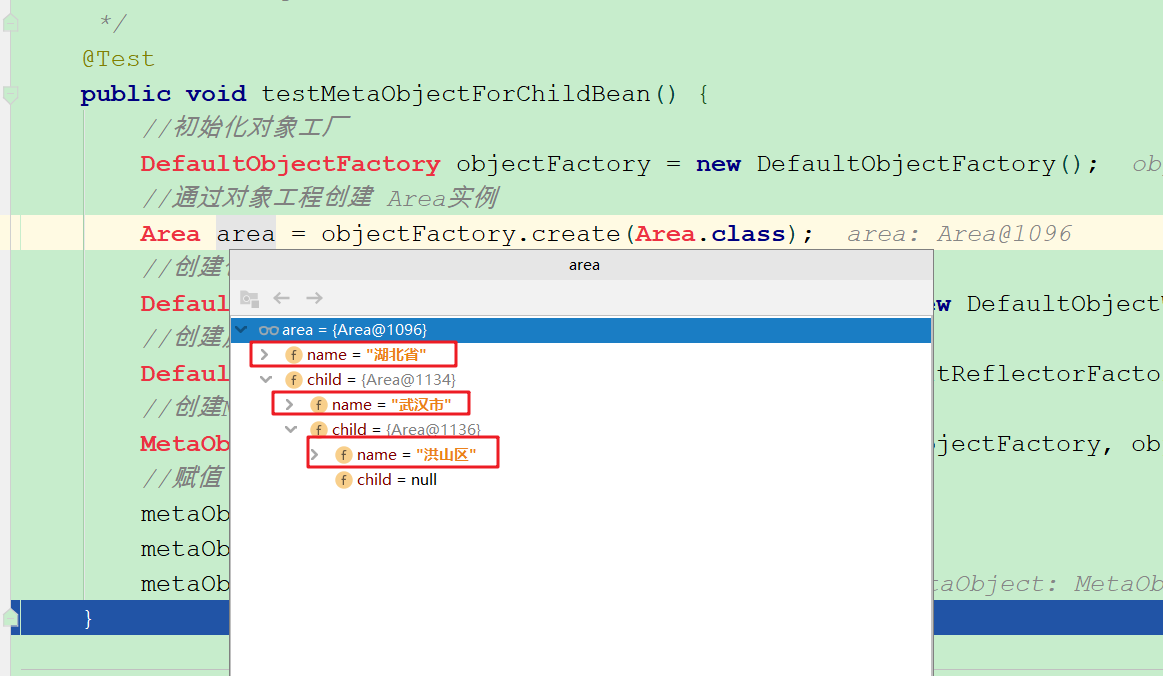 */
@Test
public void testMetaObjectForChildBean() {
//初始化对象工厂
DefaultObjectFactory objectFactory = new DefaultObjectFactory(); ob
//通过对象工程创建 Area实例
Area area = objectFactory.create(Area.class); area: Area@1096
//创建
area
Defaul ew DefaultObject
area = {Area@1096}
//创建
name = "湖北省"
Defaul tReflectorFacto
child = {Area@1134}
//创建
name = "武汉市"
child = {Area@1136}
MetaOb jectFactory, ob
name = "洪山区"
//赋值
child = null
metaOb
metaOb
metaOb taObject: MetaOb
}